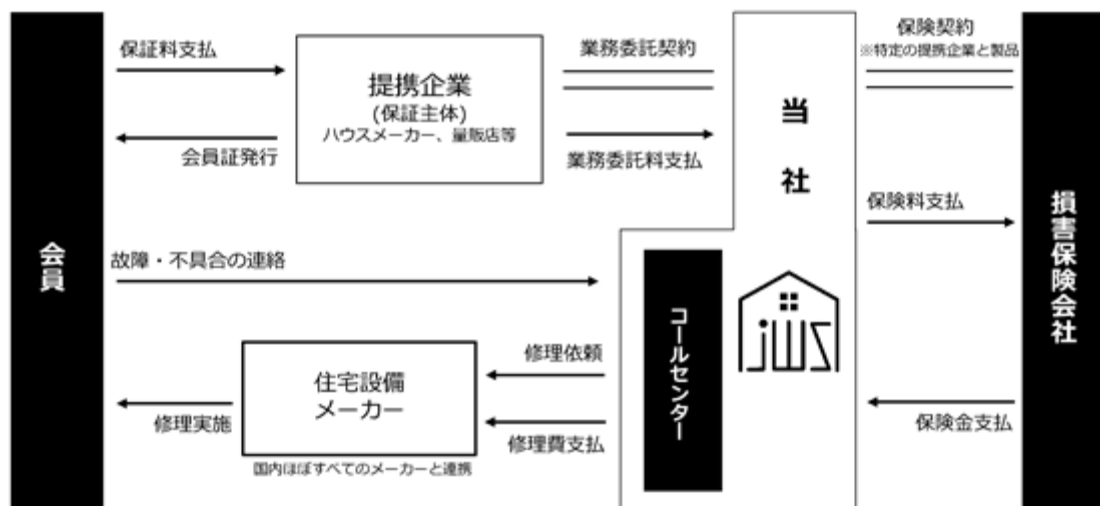 保証料支払
提携企業
(保証主体)
ハウスメーカー、量販店等
会員証発行
業務委託契約
業務委託料支払
当社
保険契約
※特定の提携企業と製品
保険料支払
損害保険会社
会員
故障・不具合の連絡
コールセンター
jws
修理依頼
住宅設備
メーカー
修理実施
修理費支払
国内ほぼすべてのメーカーと連携
保険金支払